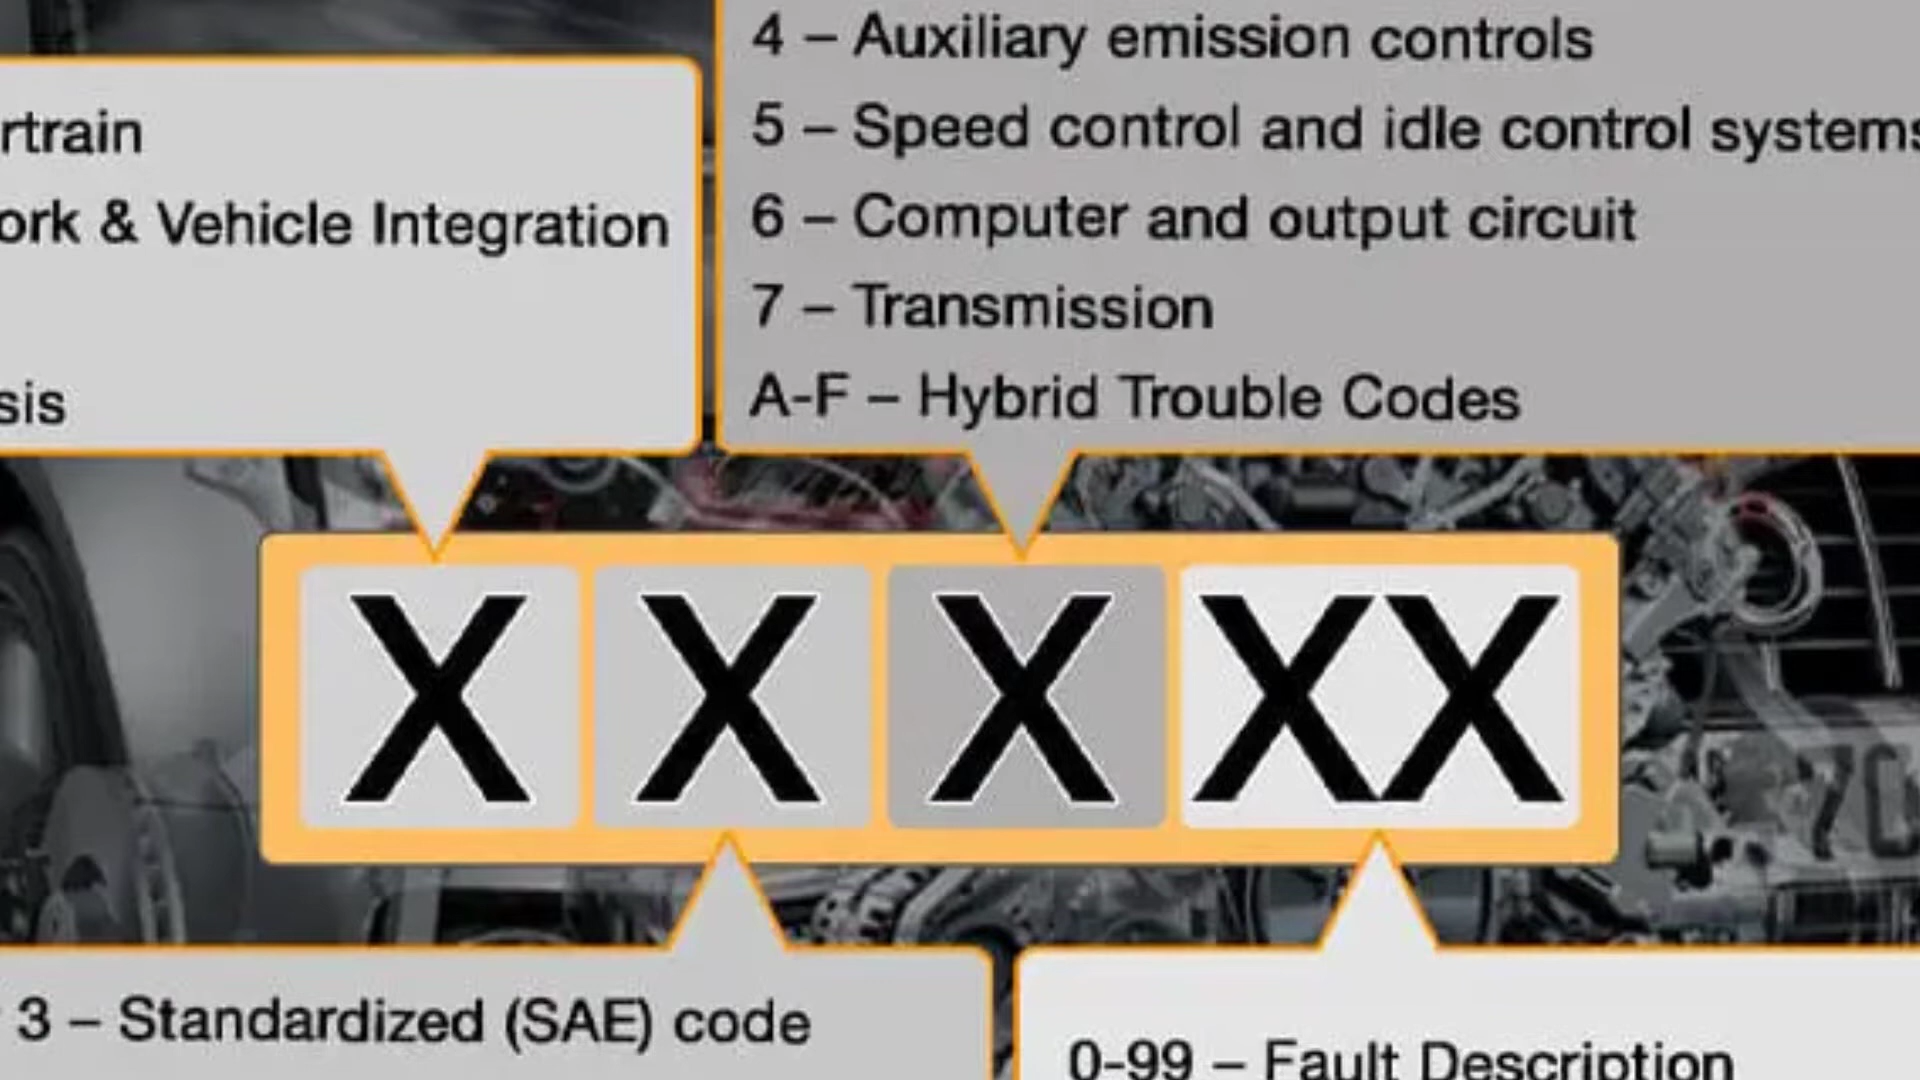 rtrain
ork & Vehicle Integration
sis
4 – Auxiliary emission controls
5 – Speed control and idle control systems
6 – Computer and output circuit
7 – Transmission
A-F – Hybrid Trouble Codes
X X X XX
3 – Standardized (SAE) code
0-99 – Fault Description